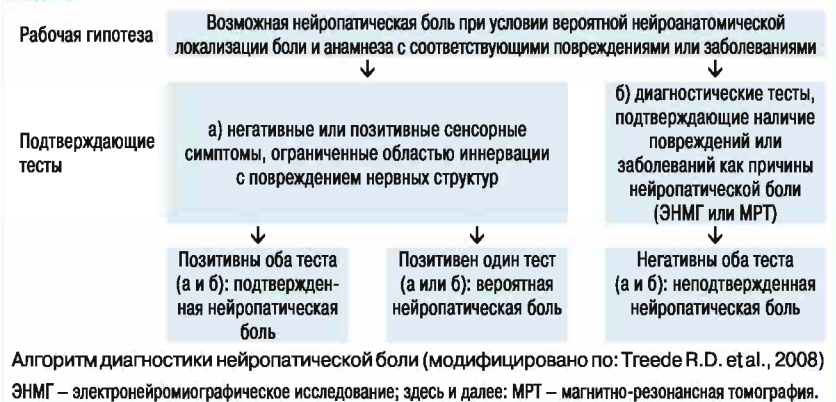 Рабочая гипотеза
Возможная нейропатическая боль при условии вероятной нейроанатомической
локализации боли и анамнеза с соответствующими повреждениями или заболеваниями
Подтверждающие
тесты
а) негативные или позитивные сенсорные
симптомы, ограниченные областью иннервации
с повреждением нервных структур
б) диагностические тесты,
подтверждающие наличие
повреждений или
заболеваний как причины
нейропатической боли
(ЭНМГ или МРТ)
Позитивны оба теста
(а и б): подтвержден-
ная нейропатическая
боль
Позитивен один тест
(а или б): вероятная
нейропатическая боль
Негативны оба теста
(а и б): неподтвержденная
нейропатическая боль
Алгоритм диагностики нейропатической боли (модифицировано по: Treede R.D. et al., 2008)
ЭНМГ – электронейромиографическое исследование; здесь и далее: МРТ – магнитно-резонансная томография.